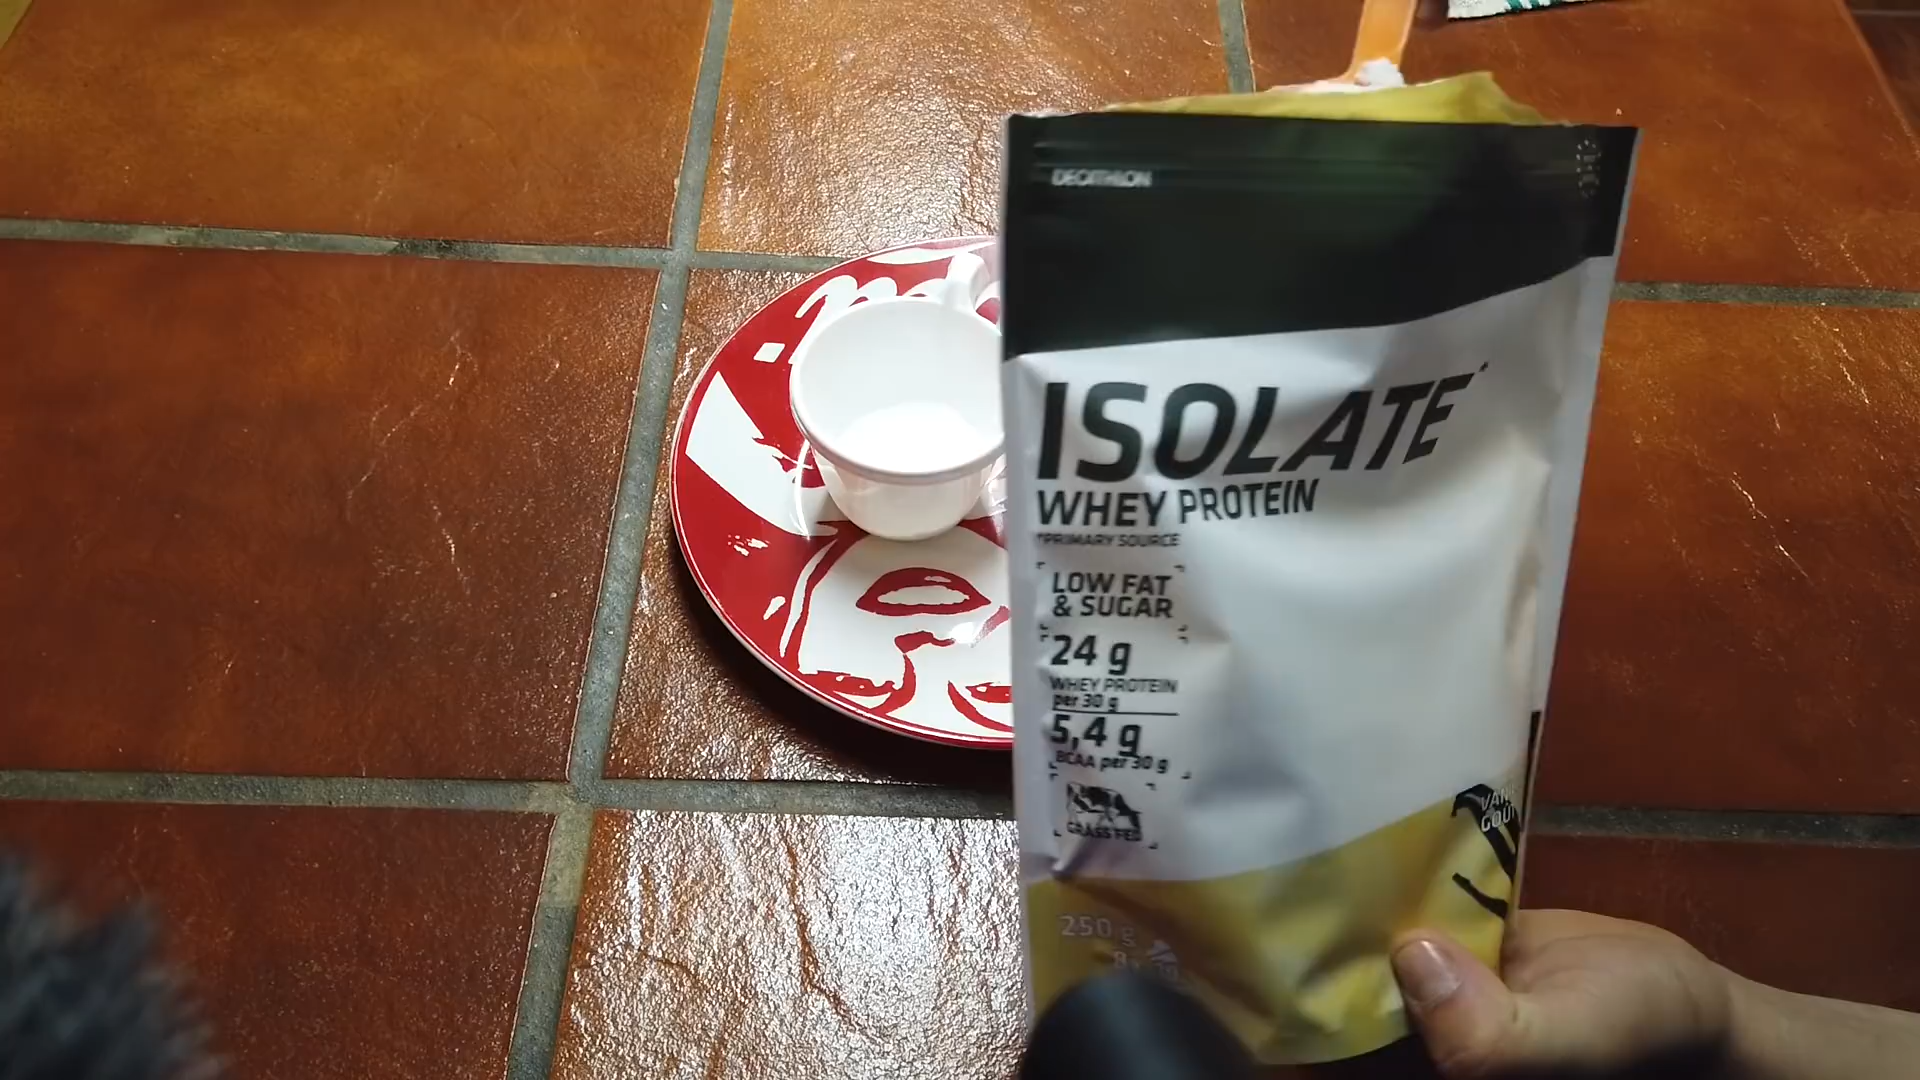 DECATHLON
ISOLATE*
WHEY PROTEIN
*PRIMARY SOURCE
LOW FAT
& SUGAR
24 g
WHEY PROTEIN
per 30 g
5,4 g
BCAA per 30 g
GRASS FED
250 g